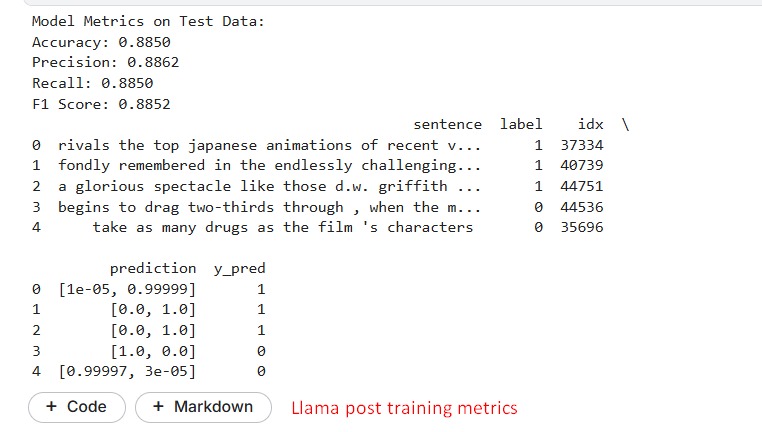 Model Metrics on Test Data:
Accuracy: 0.8850
Precision: 0.8862
Recall: 0.8850
F1 Score: 0.8852
sentence label idx \
0 rivals the top japanese animations of recent v... 1 37334
1 fondly remembered in the endlessly challenging... 1 40739
2 a glorious spectacle like those d.w. griffith ... 1 44751
3 begins to drag two-thirds through , when the m... 0 44536
4 take as many drugs as the film 's characters 0 35696
prediction y_pred
0 [1e-05, 0.99999] 1
1 [0.0, 1.0] 1
2 [0.0, 1.0] 1
3 [1.0, 0.0] 0
4 [0.99997, 3e-05] 0
+ Code + Markdown Llama post training metrics